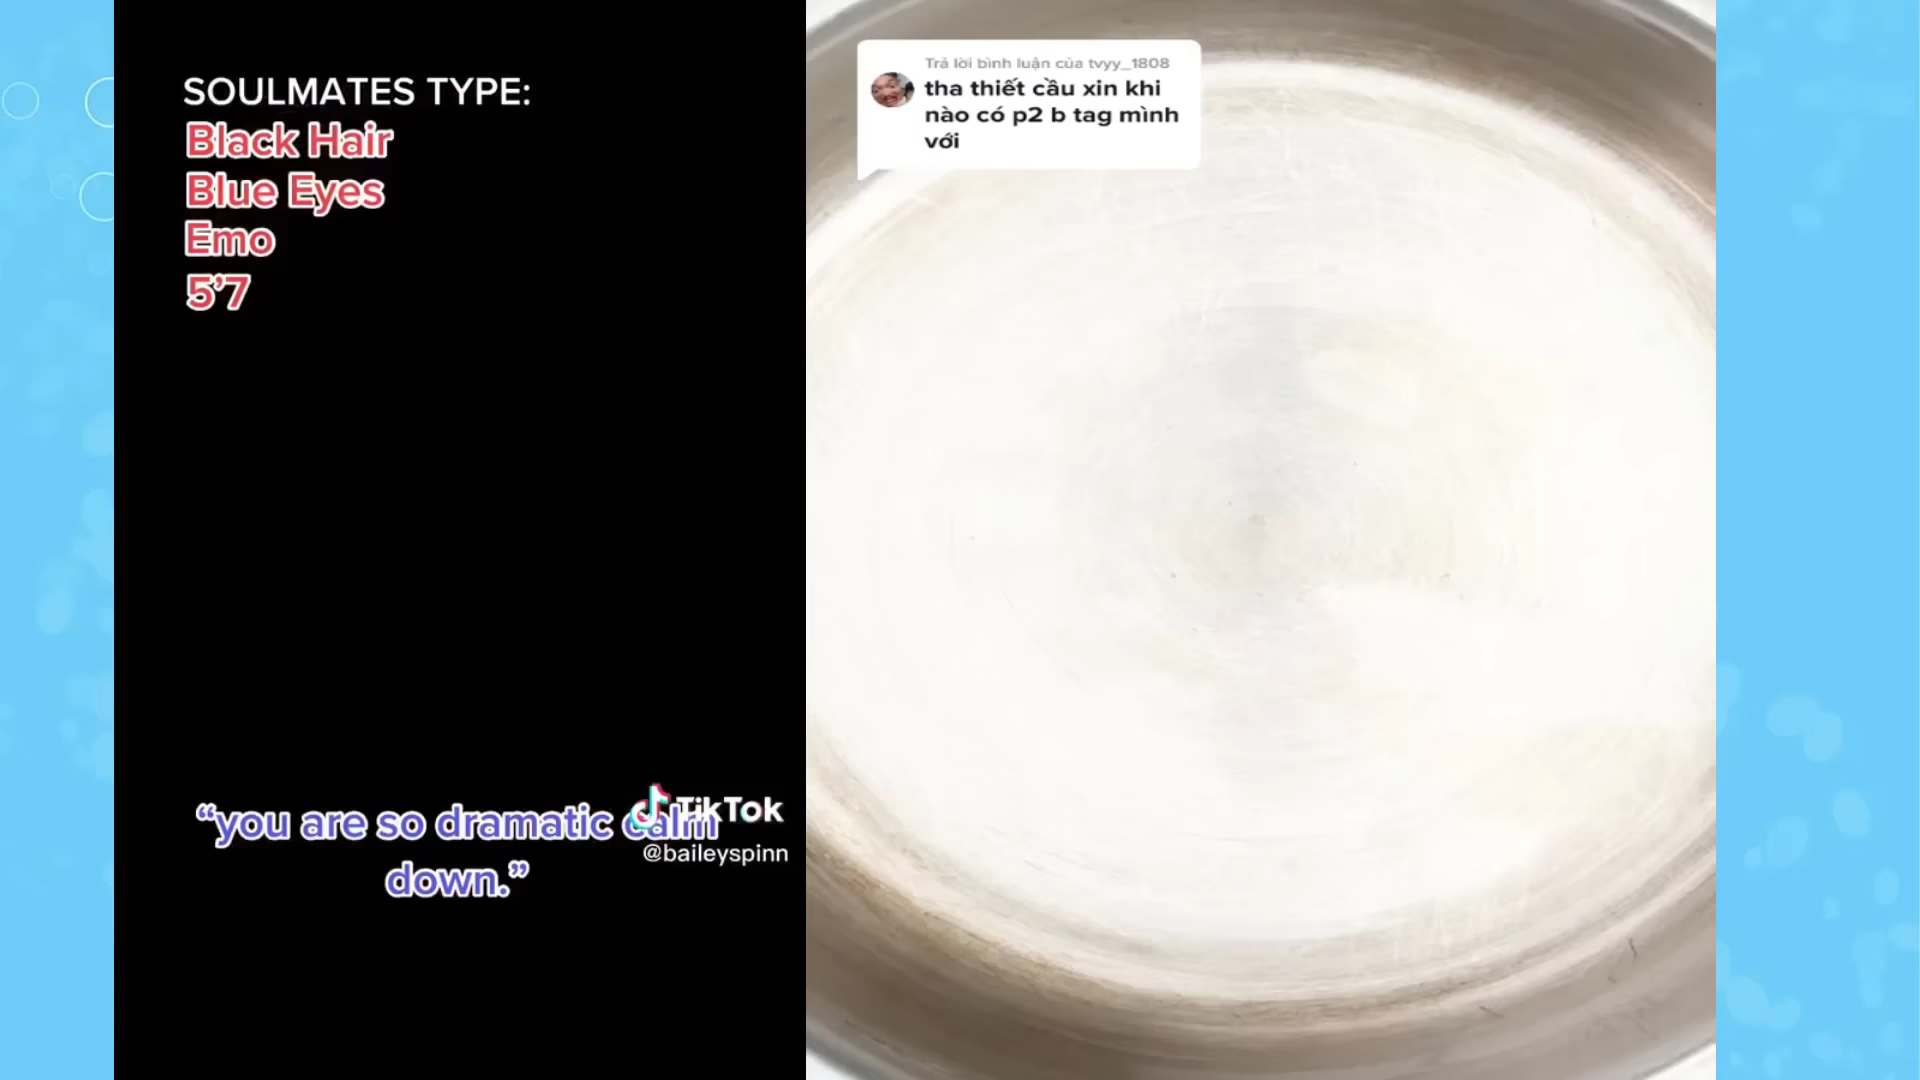 SOULMATES TYPE:
Black Hair
Blue Eyes
Emo
5’7
“you are so dramatic calm
down.”
TikTok
@baileyspinn
Trả lời bình luận của tvyy_1808
tha thiết cầu xin khi
nào có p2 b tag mình
với